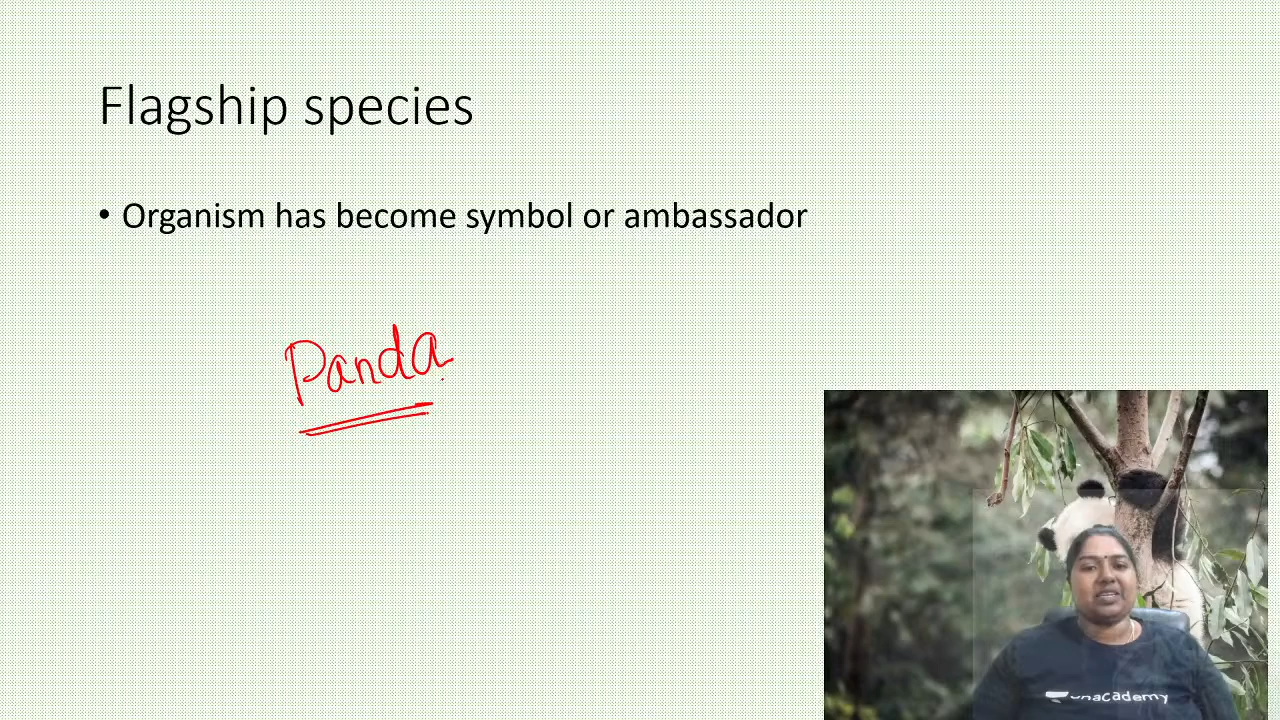 Flagship species
• Organism has become symbol or ambassador
Panda
unacademy